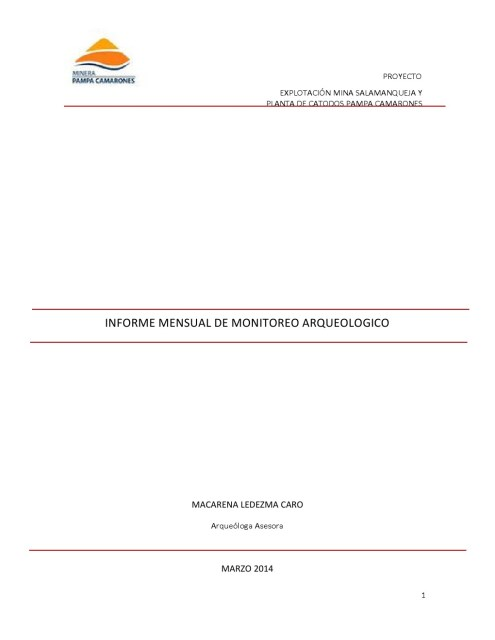 MINERA
PAMPA CAMARONES
PROYECTO
EXPLOTACIÓN MINA SALAMANQUEJA Y
PLANTA DE CATODOS PAMPA CAMARONES
INFORME MENSUAL DE MONITOREO ARQUEOLOGICO
MACARENA LEDEZMA CARO
Arqueóloga Asesora
MARZO 2014
1